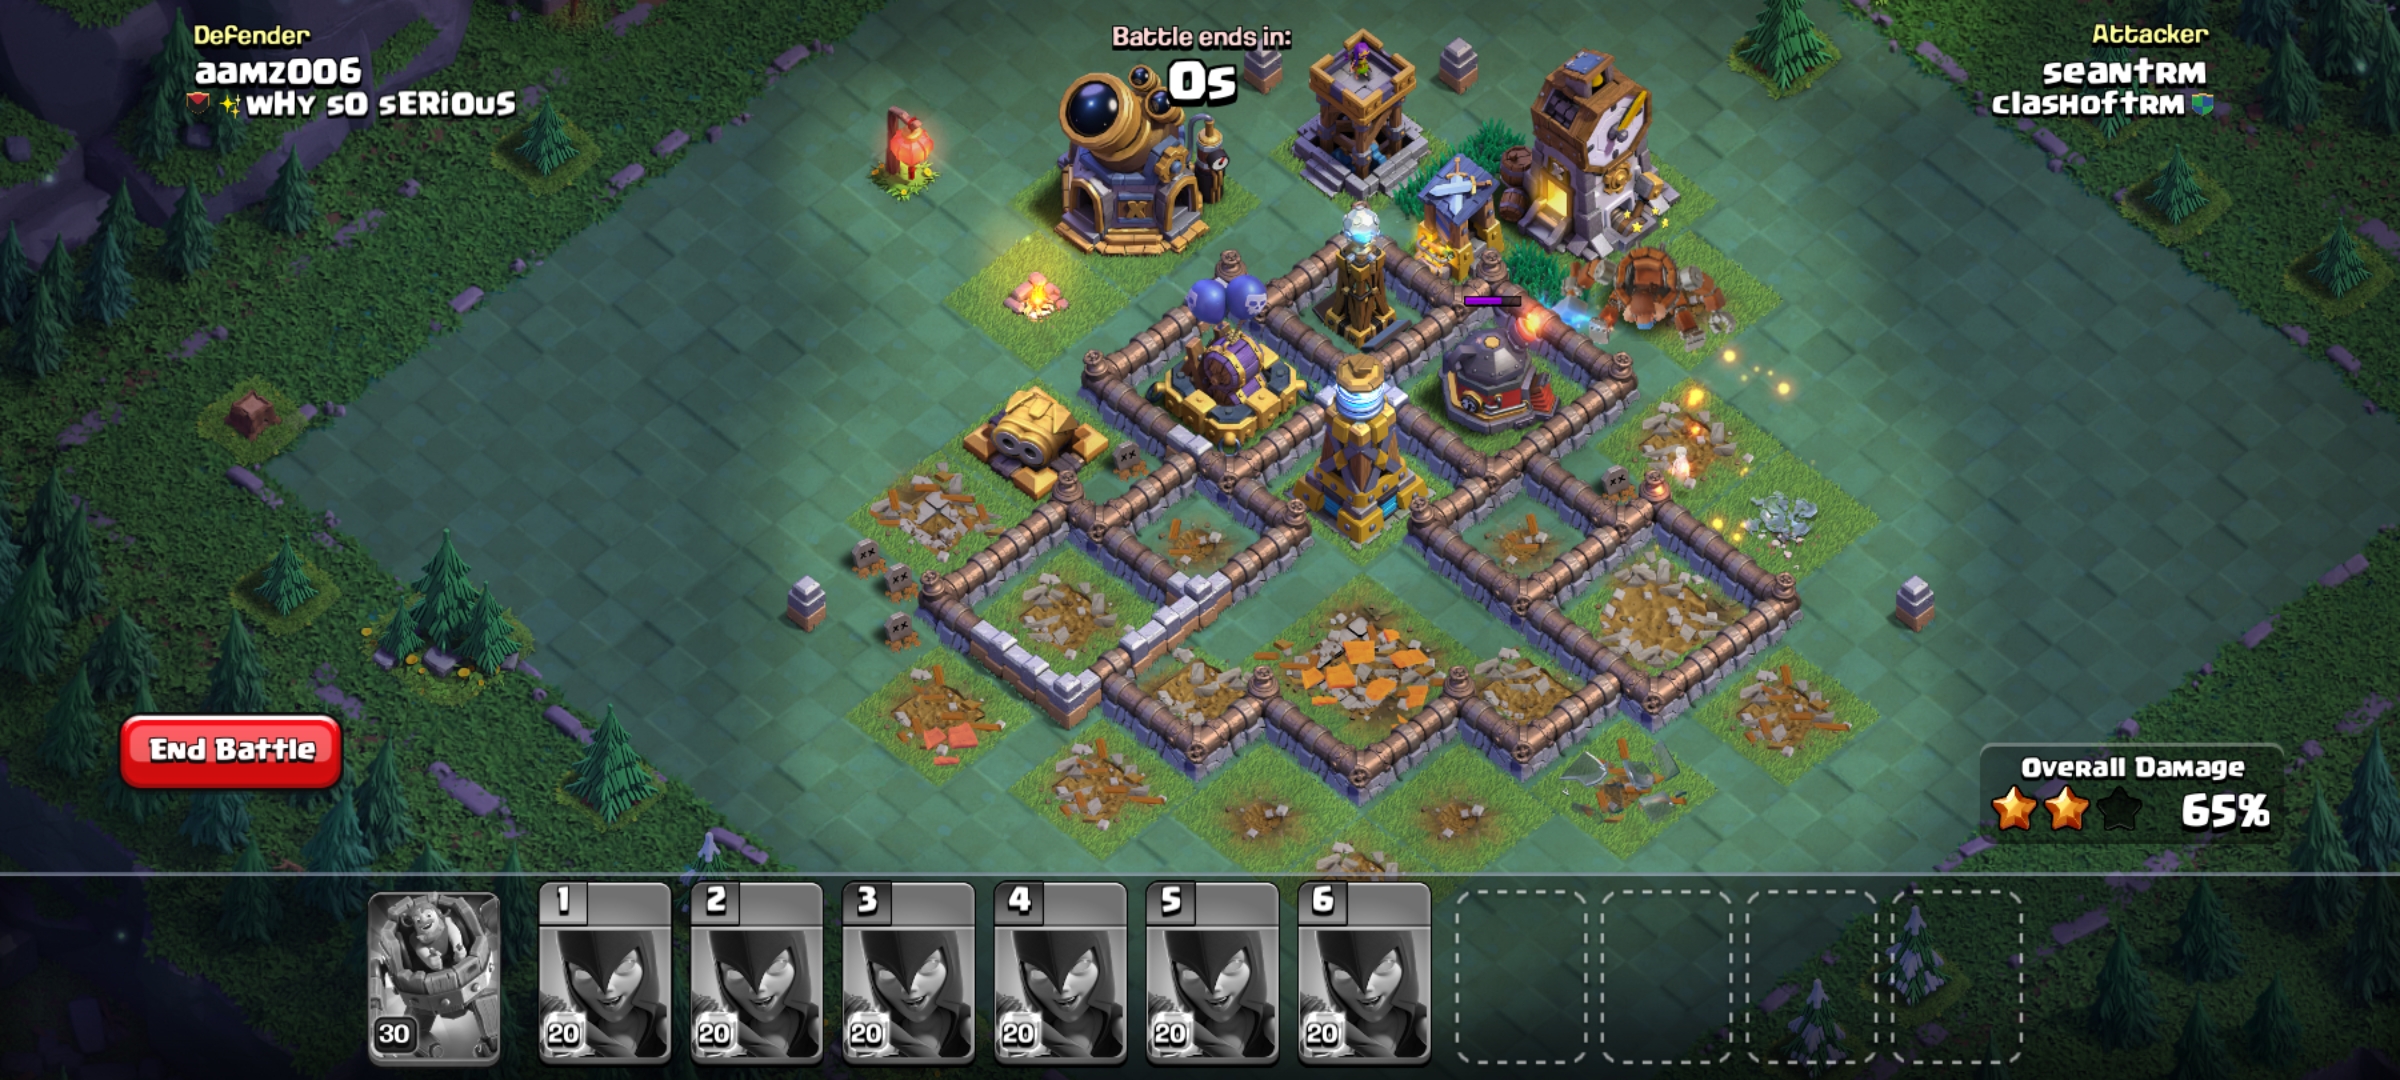 Defender
aamz006
wHy sO sERiOuS
Battle ends in:
0s
Attacker
seantRM
clashoftRM
End Battle
Overall Damage
65%
30
1
20
2
20
3
20
4
20
5
20
6
20